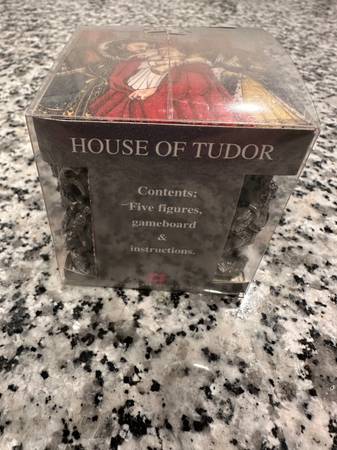 HOUSE OF TUDOR
Contents:
Five figures,
gameboard
&
instructions.